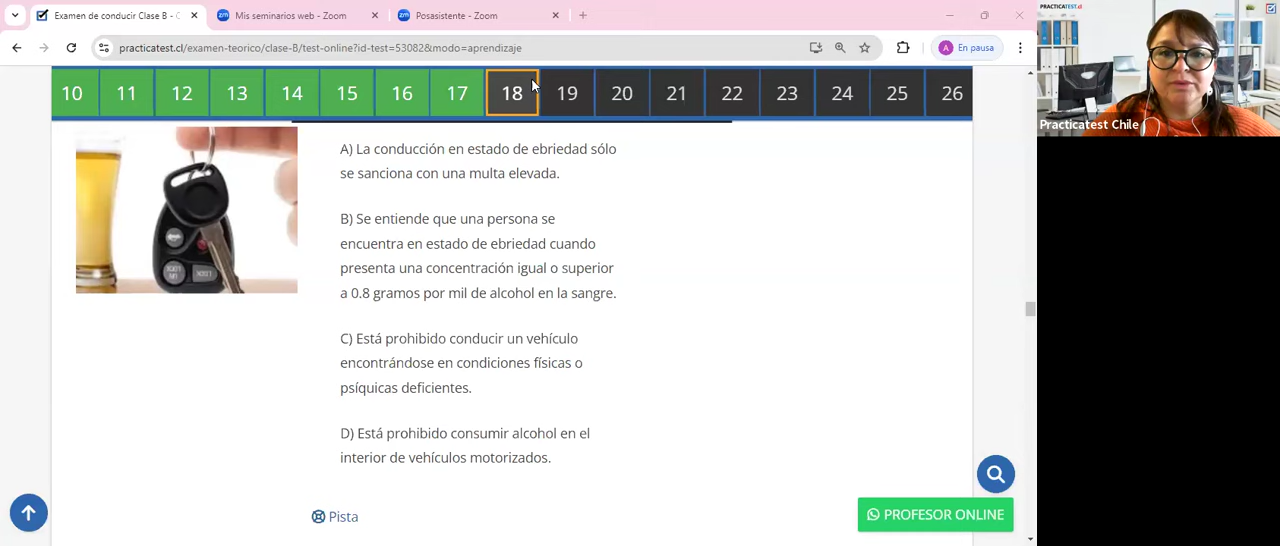 Examen de conducir Clase B - C
Mis seminarios web - Zoom
Posasistente - Zoom
practicatest.cl/examen-teorico/clase-B/test-online?id-test=53082&modo=aprendizaje
A
En pausa
PRACTICATEST.cl
10 11 12 13 14 15 16 17 18 19 20 21 22 23 24 25 26
Practicatest Chile
A) La conducción en estado de ebriedad sólo
se sanciona con una multa elevada.
B) Se entiende que una persona se
encuentra en estado de ebriedad cuando
presenta una concentración igual o superior
a 0.8 gramos por mil de alcohol en la sangre.
C) Está prohibido conducir un vehículo
encontrándose en condiciones físicas o
psíquicas deficientes.
D) Está prohibido consumir alcohol en el
interior de vehículos motorizados.
Pista
PROFESOR ONLINE